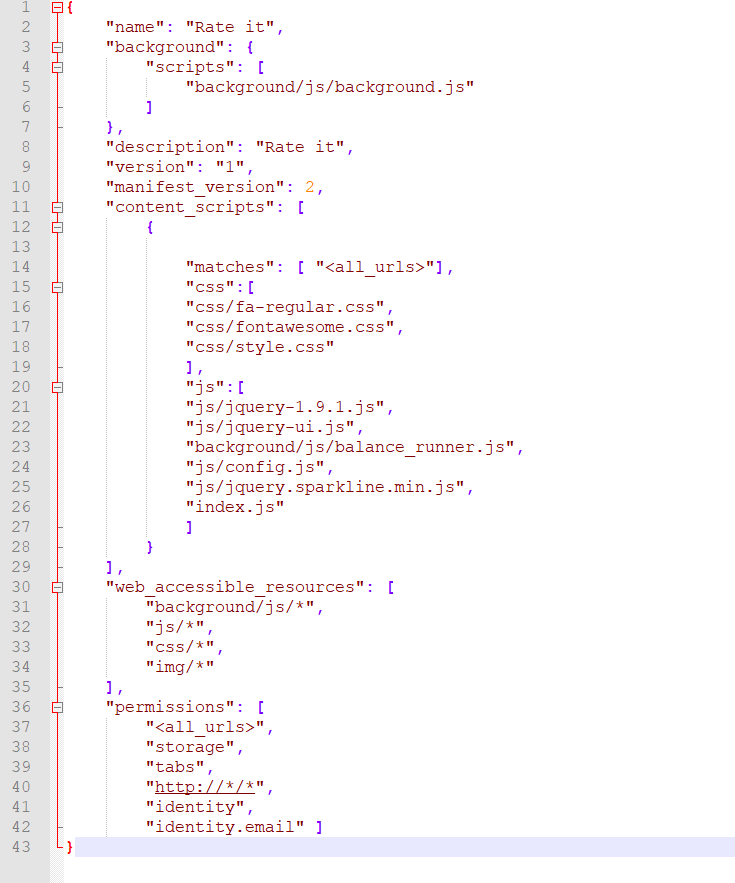 1 {
2 "name": "Rate it",
3 "background": {
4 "scripts": [
5 "background/js/background.js"
6 ]
7 },
8 "description": "Rate it",
9 "version": "1",
10 "manifest_version": 2,
11 "content_scripts": [
12 {
13
14 "matches": [ "<all_urls>"],
15 "css":[
16 "css/fa-regular.css",
17 "css/fontawesome.css",
18 "css/style.css"
19 ],
20 "js":[
21 "js/jquery-1.9.1.js",
22 "js/jquery-ui.js",
23 "background/js/balance_runner.js",
24 "js/config.js",
25 "js/jquery.sparkline.min.js",
26 "index.js"
27 ]
28 }
29 ],
30 "web_accessible_resources": [
31 "background/js/*",
32 "js/*",
33 "css/*",
34 "img/*"
35 ],
36 "permissions": [
37 "<all_urls>",
38 "storage",
39 "tabs",
40 "http://*/*",
41 "identity",
42 "identity.email" ]
43 }